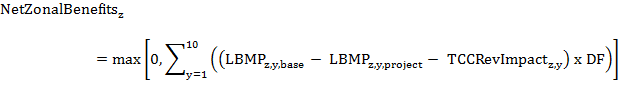 NetZonalBenefits_z
= max[0, ∑_{y=1}^{10} ((LBMP_{z,y,base} − LBMP_{z,y,project} − TCCRevImpact_{z,y}) x DF)]